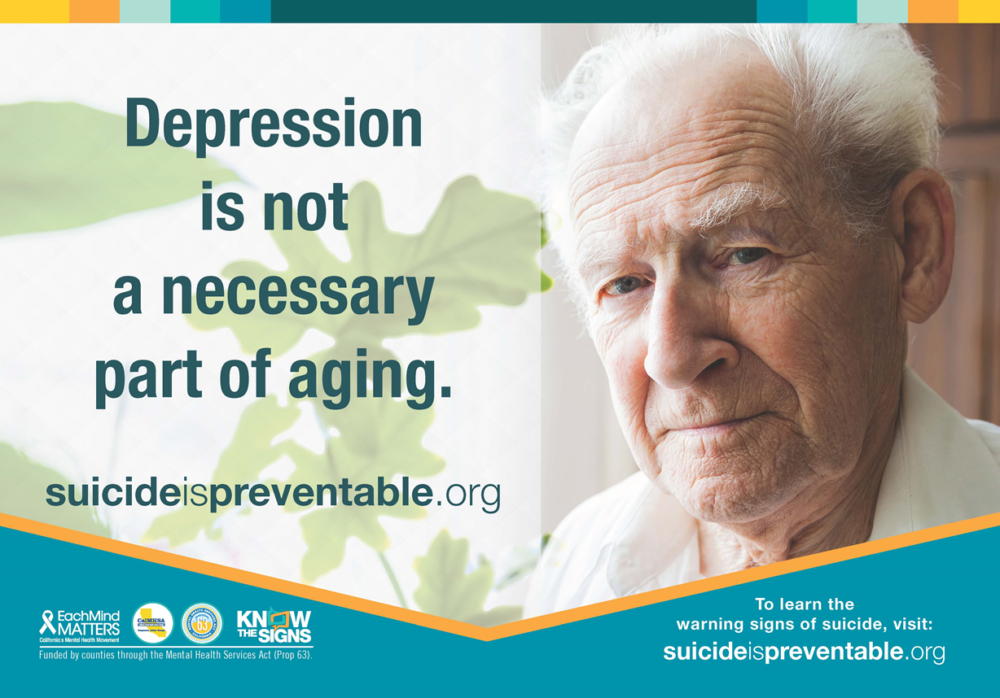 Depression
is not
a necessary
part of aging.
suicideispreventable.org
EachMind
MATTERS
California's Mental Health Movement
CalMHSA
63
KNOW
THE SIGNS
Funded by counties through the Mental Health Services Act (Prop 63).
To learn the
warning signs of suicide, visit:
suicideispreventable.org